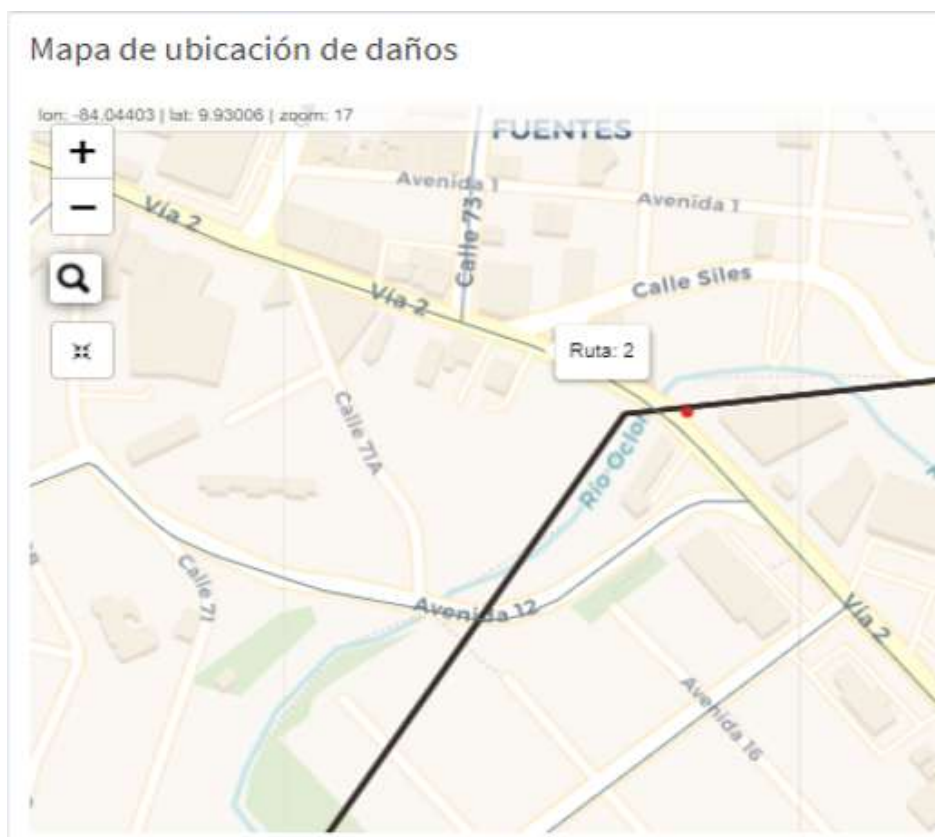 Mapa de ubicación de daños
lon: -84.04403 | lat: 9.93006 | zoom: 17
+
−
FUENTES
Avenida 1
Avenida 1
Vía 2
Calle 73
Calle Siles
Vía 2
Ruta: 2
Calle 71A
Río Oclor
Calle 71
Avenida 12
Vía 2
Avenida 16